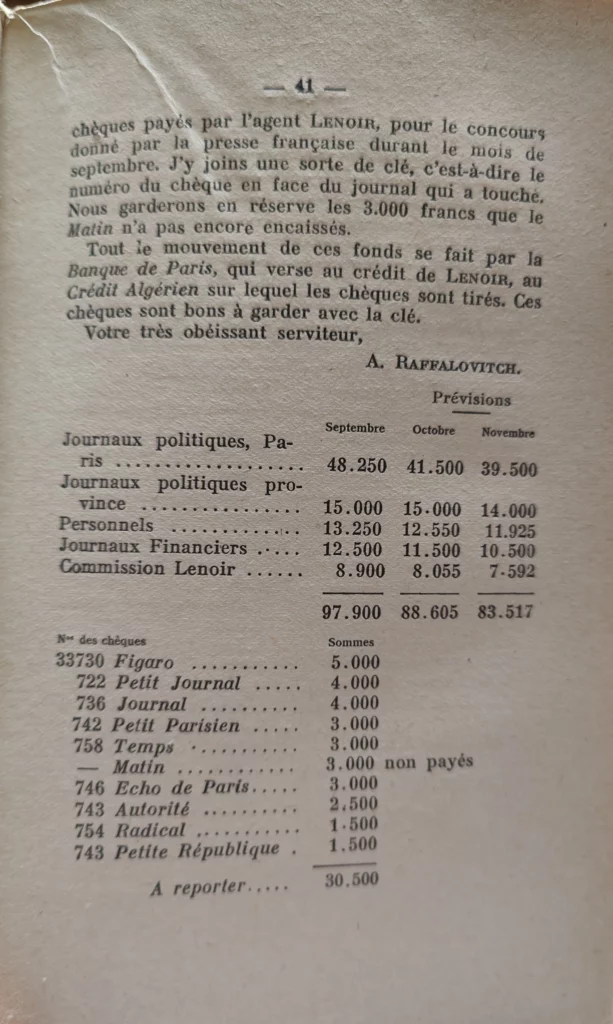 — 41 —
chèques payés par l'agent LENOIR, pour le concours
donné par la presse française durant le mois de
septembre. J'y joins une sorte de clé, c'est-à-dire le
numéro du chèque en face du journal qui a touché.
Nous garderons en réserve les 3.000 francs que le
Matin n'a pas encore encaissés.
Tout le mouvement de ces fonds se fait par la
Banque de Paris, qui verse au crédit de LENOIR, au
Crédit Algérien sur lequel les chèques sont tirés. Ces
chèques sont bons à garder avec la clé.
Votre très obéissant serviteur,
A. RAFFALOVITCH.
Prévisions
Septembre Octobre Novembre
Journaux politiques, Pa-
ris ................... 48.250 41.500 39.500
Journaux politiques pro-
vince ................ 15.000 15.000 14.000
Personnels ............. 13.250 12.550 11.925
Journaux Financiers ..... 12.500 11.500 10.500
Commission Lenoir ...... 8.900 8.055 7.592
97.900 88.605 83.517
Nos des chèques Sommes
33730 Figaro ........... 5.000
722 Petit Journal ..... 4.000
736 Journal .......... 4.000
742 Petit Parisien ..... 3.000
758 Temps ........... 3.000
— Matin ............ 3.000 non payés
746 Echo de Paris..... 3.000
743 Autorité .......... 2.500
754 Radical ........... 1.500
743 Petite République . 1.500
A reporter..... 30.500